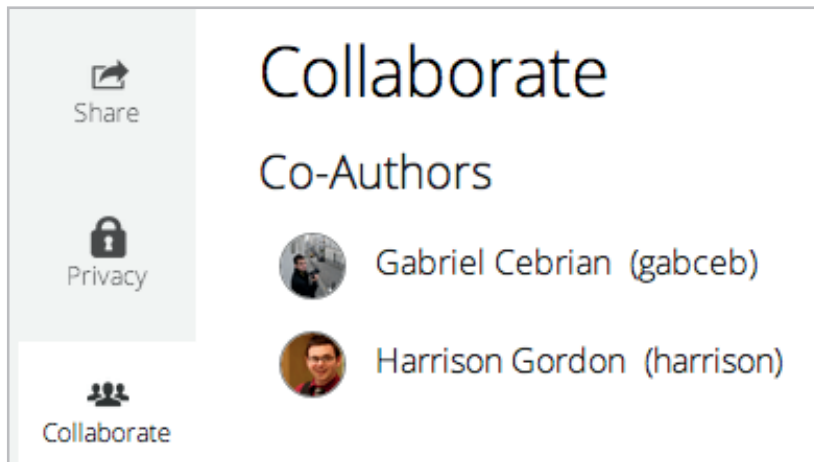 Share
Privacy
Collaborate
Collaborate
Co-Authors
Gabriel Cebrian (gabceb)
Harrison Gordon (harrison)